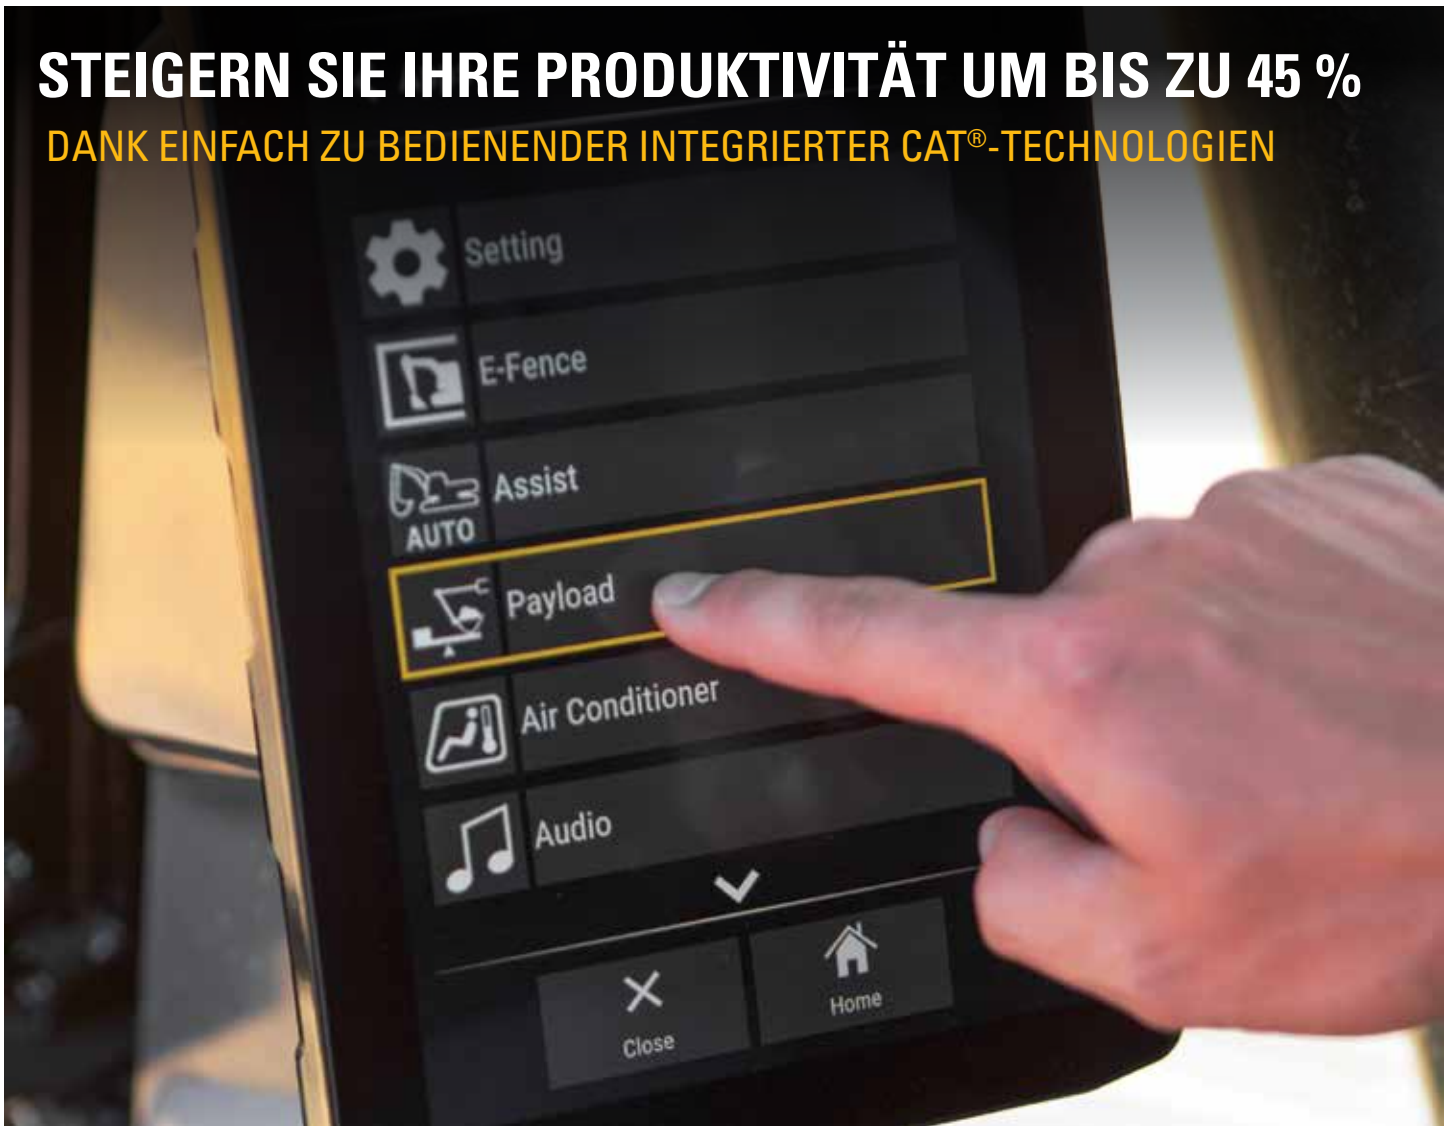 STEIGERN SIE IHRE PRODUKTIVITÄT UM BIS ZU 45 %
DANK EINFACH ZU BEDIENENDER INTEGRIERTER CAT®-TECHNOLOGIEN
Setting
E-Fence
Assist
AUTO
Payload
Air Conditioner
Audio
Close
Home